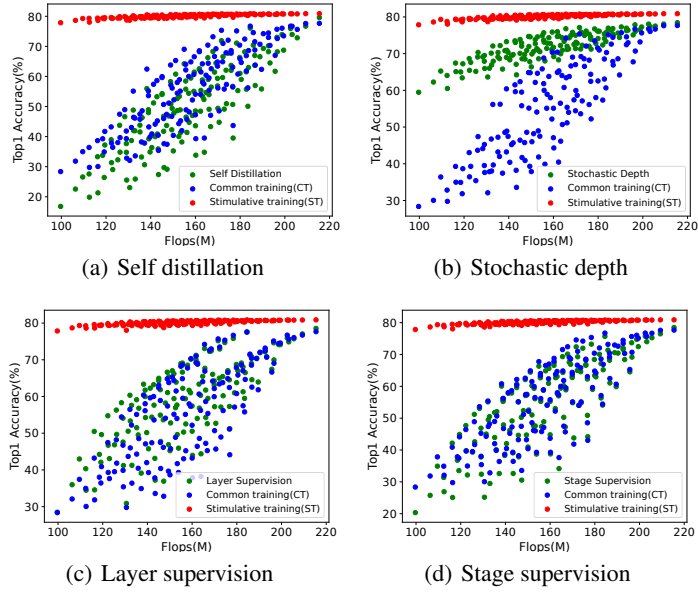 80
70
60
50
40
30
20
Top1 Accuracy(%)
Self Distillation
Common training(CT)
Stimulative training(ST)
100 120 140 160 180 200 220
Flops(M)
(a) Self distillation
80
70
60
50
40
30
Top1 Accuracy(%)
Stochastic Depth
Common training(CT)
Stimulative training(ST)
100 120 140 160 180 200 220
Flops(M)
(b) Stochastic depth
80
70
60
50
40
30
Top1 Accuracy(%)
Layer Supervision
Common training(CT)
Stimulative training(ST)
100 120 140 160 180 200 220
Flops(M)
(c) Layer supervision
80
70
60
50
40
30
20
Top1 Accuracy(%)
Stage Supervision
Common training(CT)
Stimulative training(ST)
100 120 140 160 180 200 220
Flops(M)
(d) Stage supervision